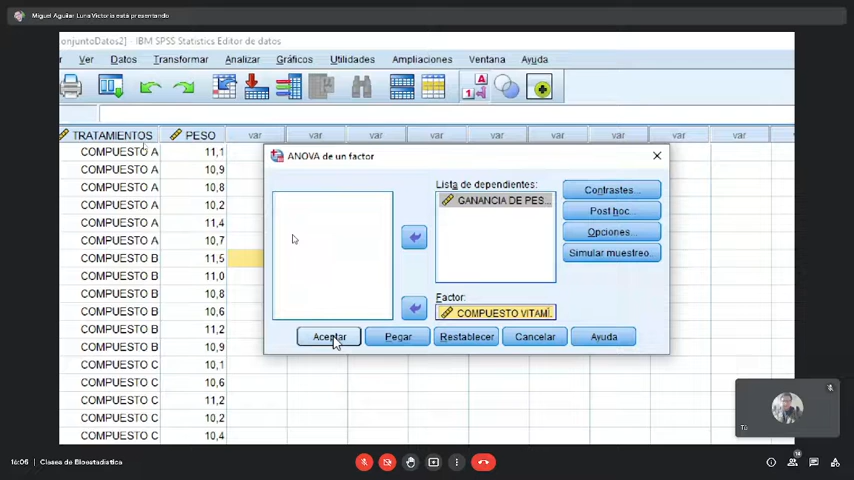 Miguel Aguilar Luna Victoria está presentando
onjuntoDatos2] - IBM SPSS Statistics Editor de datos
Ver Datos Transformar Analizar Gráficos Utilidades Ampliaciones Ventana Ayuda
TRATAMIENTOS PESO var var var var var var var var
COMPUESTO A 11,1
COMPUESTO A 10,9
COMPUESTO A 10,8
COMPUESTO A 10,2
COMPUESTO A 11,4
COMPUESTO A 10,7
COMPUESTO B 11,5
COMPUESTO B 11,0
COMPUESTO B 10,8
COMPUESTO B 10,6
COMPUESTO B 11,2
COMPUESTO B 10,9
COMPUESTO C 10,1
COMPUESTO C 10,6
COMPUESTO C 11,2
COMPUESTO C 10,2
COMPUESTO C 10,4
ANOVA de un factor
Lista de dependientes:
GANANCIA DE PES...
Factor:
COMPUESTO VITAMÍ...
Contrastes...
Post hoc...
Opciones...
Simular muestreo...
Aceptar Pegar Restablecer Cancelar Ayuda
Tú
16:06 | Clases de Bioestadística
14